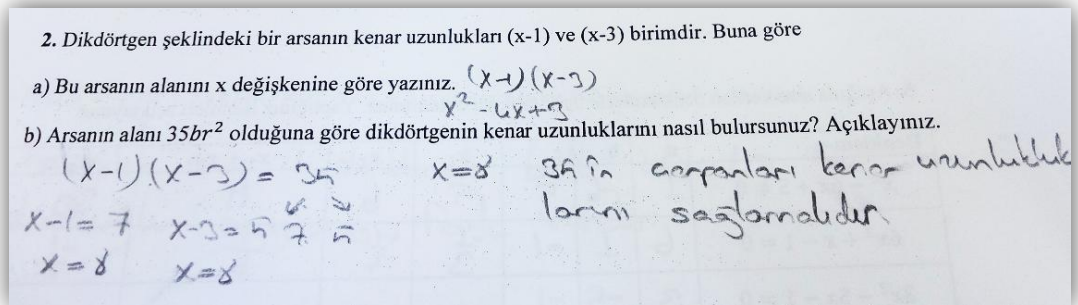 2. Dikdörtgen şeklindeki bir arsanın kenar uzunlukları (x-1) ve (x-3) birimdir. Buna göre
a) Bu arsanın alanını x değişkenine göre yazınız. (x-1)(x-3)
x² - 4x+3
b) Arsanın alanı 35br² olduğuna göre dikdörtgenin kenar uzunluklarını nasıl bulursunuz? Açıklayınız.
(x-1).(x-3) = 35 x=8 35 in çarpanları kenar uzunlukluk
x-1= 7 x-3=5 7 5 larını sağlamalıdır.
x=8 x=8